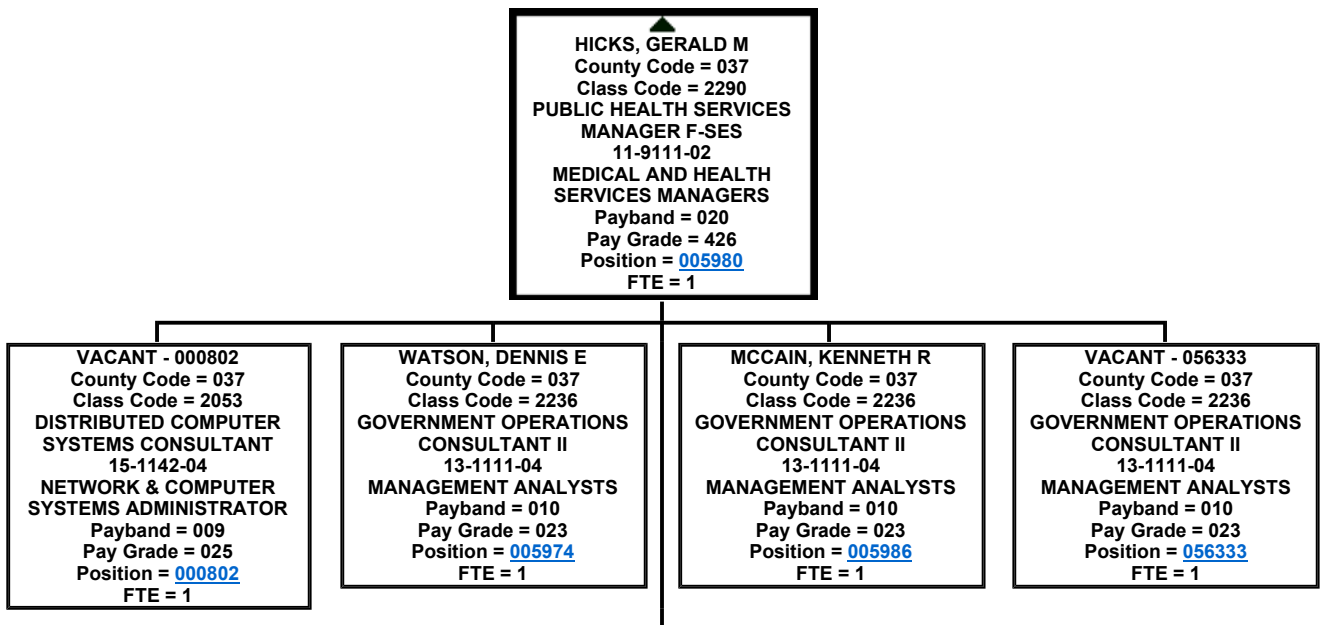 HICKS, GERALD M
County Code = 037
Class Code = 2290
PUBLIC HEALTH SERVICES
MANAGER F-SES
11-9111-02
MEDICAL AND HEALTH
SERVICES MANAGERS
Payband = 020
Pay Grade = 426
Position = 005980
FTE = 1
VACANT - 000802
County Code = 037
Class Code = 2053
DISTRIBUTED COMPUTER
SYSTEMS CONSULTANT
15-1142-04
NETWORK & COMPUTER
SYSTEMS ADMINISTRATOR
Payband = 009
Pay Grade = 025
Position = 000802
FTE = 1
WATSON, DENNIS E
County Code = 037
Class Code = 2236
GOVERNMENT OPERATIONS
CONSULTANT II
13-1111-04
MANAGEMENT ANALYSTS
Payband = 010
Pay Grade = 023
Position = 005974
FTE = 1
MCCAIN, KENNETH R
County Code = 037
Class Code = 2236
GOVERNMENT OPERATIONS
CONSULTANT II
13-1111-04
MANAGEMENT ANALYSTS
Payband = 010
Pay Grade = 023
Position = 005986
FTE = 1
VACANT - 056333
County Code = 037
Class Code = 2236
GOVERNMENT OPERATIONS
CONSULTANT II
13-1111-04
MANAGEMENT ANALYSTS
Payband = 010
Pay Grade = 023
Position = 056333
FTE = 1